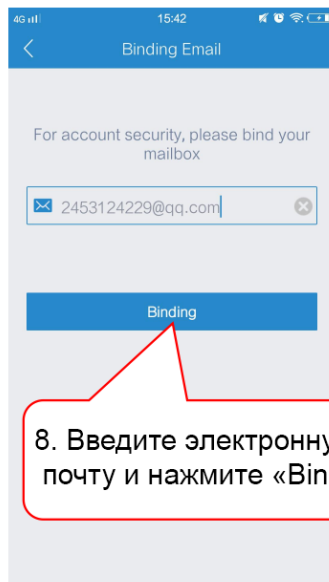 4G 15:42
Binding Email
For account security, please bind your
mailbox
2453124229@qq.com
Binding
8. Введите электронну
почту и нажмите «Bin